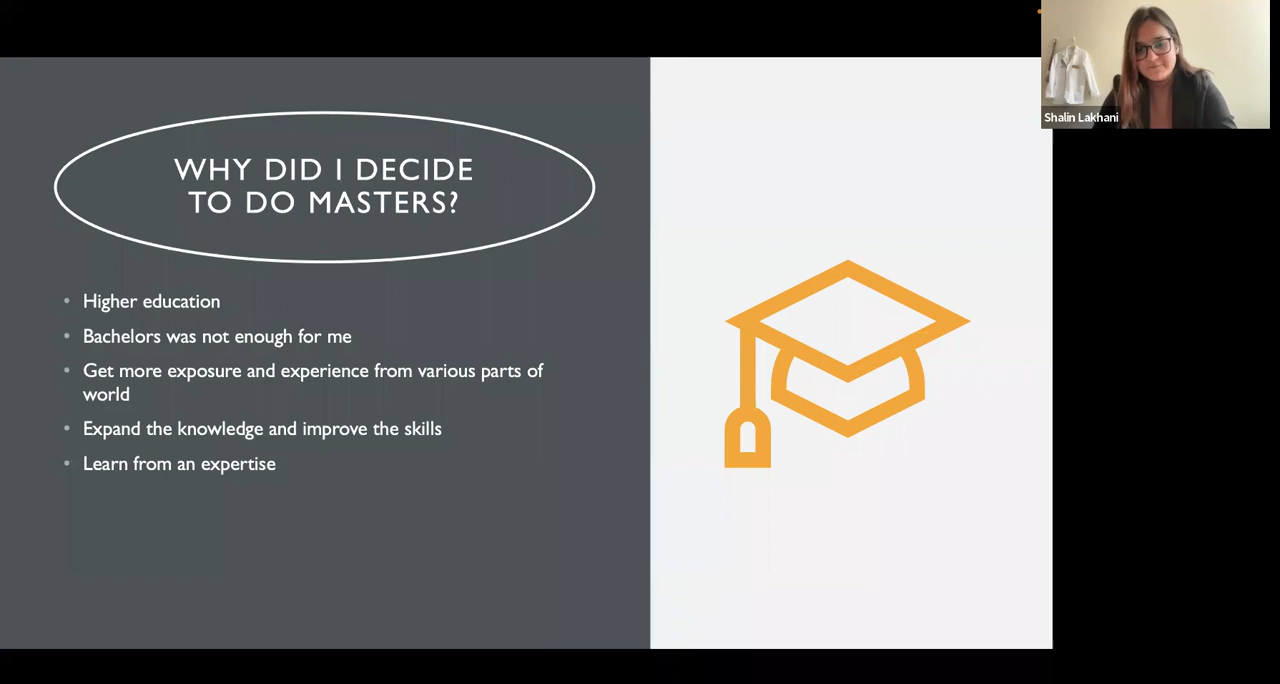 WHY DID I DECIDE
TO DO MASTERS?
Higher education
Bachelors was not enough for me
Get more exposure and experience from various parts of
world
Expand the knowledge and improve the skills
Learn from an expertise
Shalin Lakhani